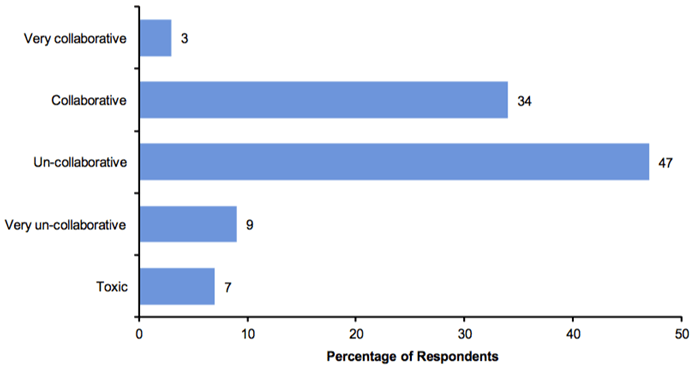 Very collaborative 3
Collaborative 34
Un-collaborative 47
Very un-collaborative 9
Toxic 7
0 10 20 30 40 50
Percentage of Respondents